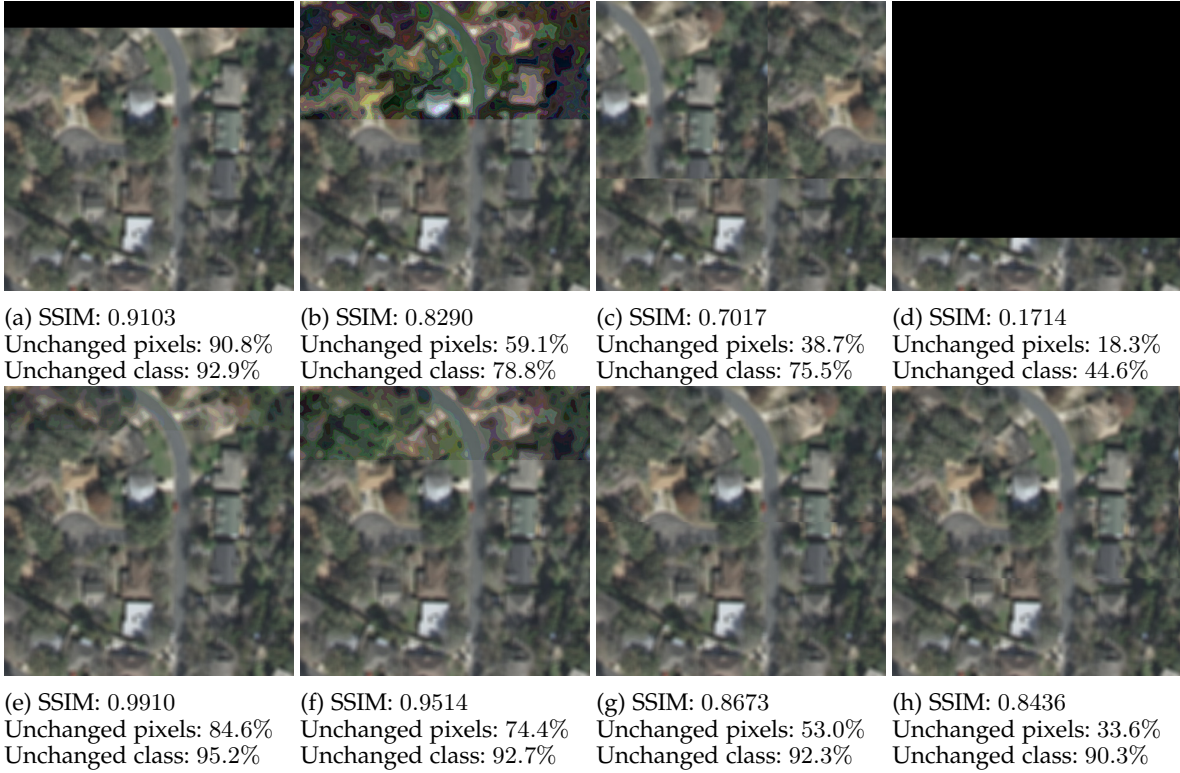 (a) SSIM: 0.9103
Unchanged pixels: 90.8%
Unchanged class: 92.9%
(b) SSIM: 0.8290
Unchanged pixels: 59.1%
Unchanged class: 78.8%
(c) SSIM: 0.7017
Unchanged pixels: 38.7%
Unchanged class: 75.5%
(d) SSIM: 0.1714
Unchanged pixels: 18.3%
Unchanged class: 44.6%
(e) SSIM: 0.9910
Unchanged pixels: 84.6%
Unchanged class: 95.2%
(f) SSIM: 0.9514
Unchanged pixels: 74.4%
Unchanged class: 92.7%
(g) SSIM: 0.8673
Unchanged pixels: 53.0%
Unchanged class: 92.3%
(h) SSIM: 0.8436
Unchanged pixels: 33.6%
Unchanged class: 90.3%